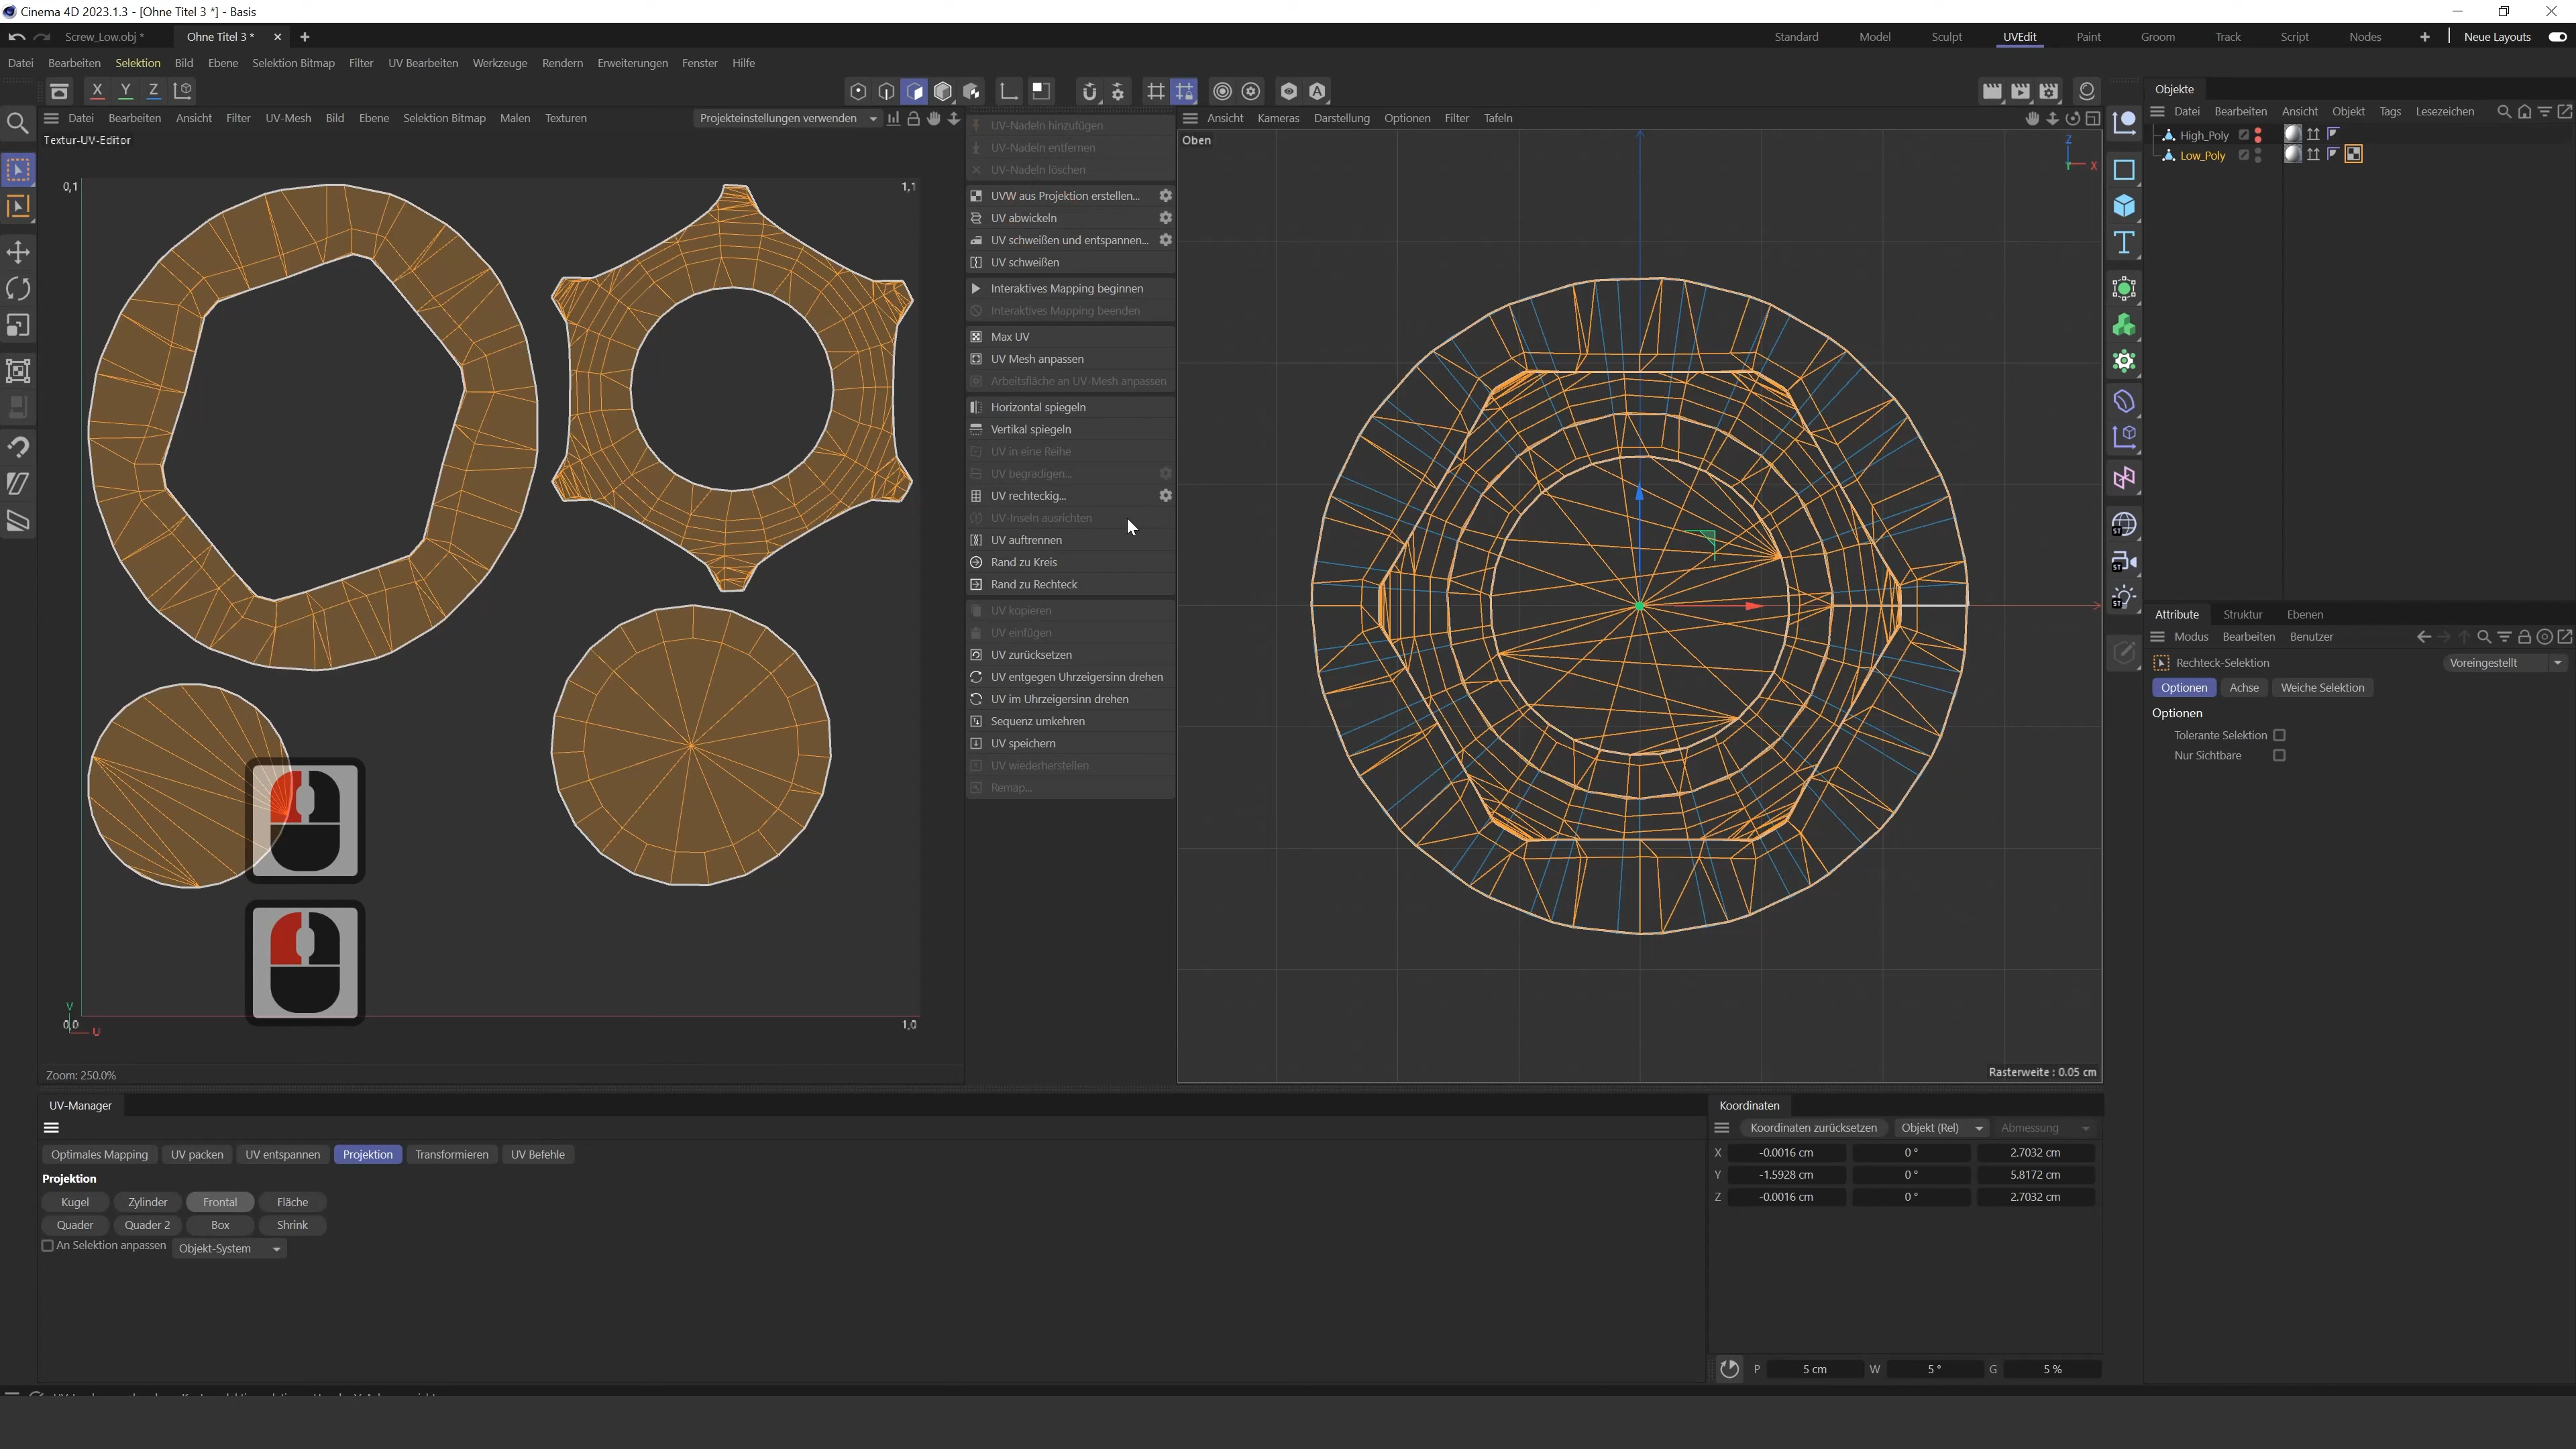 Cinema 4D 2023.1.3 - [Ohne Titel 3 *] - Basis
Screw_Low.obj *
Ohne Titel 3 *
Standard Model Sculpt UVEdit Paint Groom Track Script Nodes Neue Layouts
Datei Bearbeiten Selektion Bild Ebene Selektion Bitmap Filter UV Bearbeiten Werkzeuge Rendern Erweiterungen Fenster Hilfe
X Y Z
Datei Bearbeiten Ansicht Filter UV-Mesh Bild Ebene Selektion Bitmap Malen Texturen
Projekteinstellungen verwenden
Textur-UV-Editor
0,1
1,1
0,0
1,0
V
U
Zoom: 250.0%
UV-Nadeln hinzufügen
UV-Nadeln entfernen
UV-Nadeln löschen
UVW aus Projektion erstellen...
UV abwickeln
UV schweißen und entspannen...
UV schweißen
Interaktives Mapping beginnen
Interaktives Mapping beenden
Max UV
UV Mesh anpassen
Arbeitsfläche an UV-Mesh anpassen
Horizontal spiegeln
Vertikal spiegeln
UV in eine Reihe
UV begradigen...
UV rechteckig...
UV-Inseln ausrichten
UV auftrennen
Rand zu Kreis
Rand zu Rechteck
UV kopieren
UV einfügen
UV zurücksetzen
UV entgegen Uhrzeigersinn drehen
UV im Uhrzeigersinn drehen
Sequenz umkehren
UV speichern
UV wiederherstellen
Remap...
Ansicht Kameras Darstellung Optionen Filter Tafeln
Oben
Z
Y
X
Rasterweite : 0.05 cm
Objekte
Datei Bearbeiten Ansicht Objekt Tags Lesezeichen
High_Poly
Low_Poly
ST
ST
ST
Attribute Struktur Ebenen
Modus Bearbeiten Benutzer
Rechteck-Selektion
Voreingestellt
Optionen Achse Weiche Selektion
Optionen
Tolerante Selektion
Nur Sichtbare
UV-Manager
Optimales Mapping UV packen UV entspannen Projektion Transformieren UV Befehle
Projektion
Kugel Zylinder Frontal Fläche
Quader Quader 2 Box Shrink
An Selektion anpassen Objekt-System
Koordinaten
Koordinaten zurücksetzen Objekt (Rel) Abmessung
X -0.0016 cm 0 ° 2.7032 cm
Y -1.5928 cm 0 ° 5.8172 cm
Z -0.0016 cm 0 ° 2.7032 cm
P 5 cm W 5 ° G 5 %